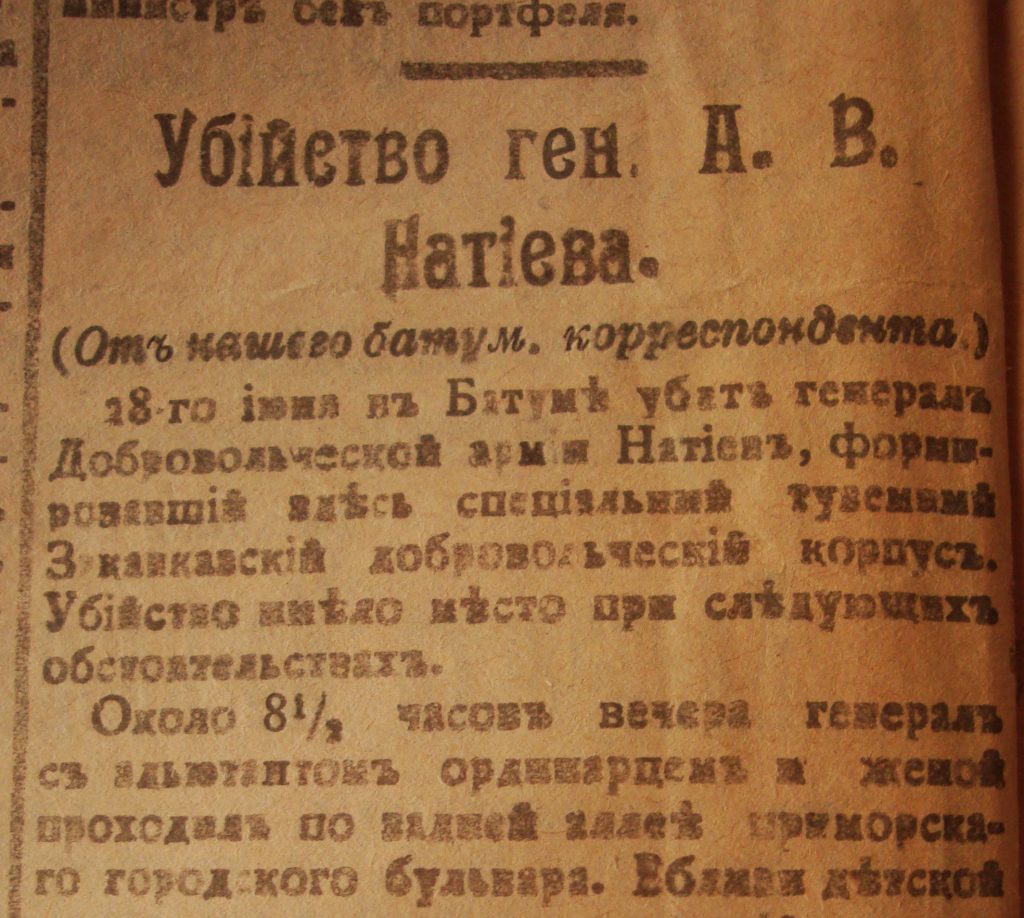 министръ безъ портфеля.
Убійство ген. А. В.
Натіева.
(Отъ нашего батум. корреспондента.)
18-го іюня въ Батумѣ убитъ генералъ
Добровольческой арміи Натіевъ, форми-
ровавшій здѣсь спеціальный туземный
Закавказскій добровольческій корпусъ.
Убійство имѣло мѣсто при слѣдующихъ
обстоятельствахъ.
Около 8½ часовъ вечера генералъ
съ адьютантомъ ординарцемъ и женой
проходилъ по задней аллеѣ приморска-
го городского бульвара. Вблизи дѣтской